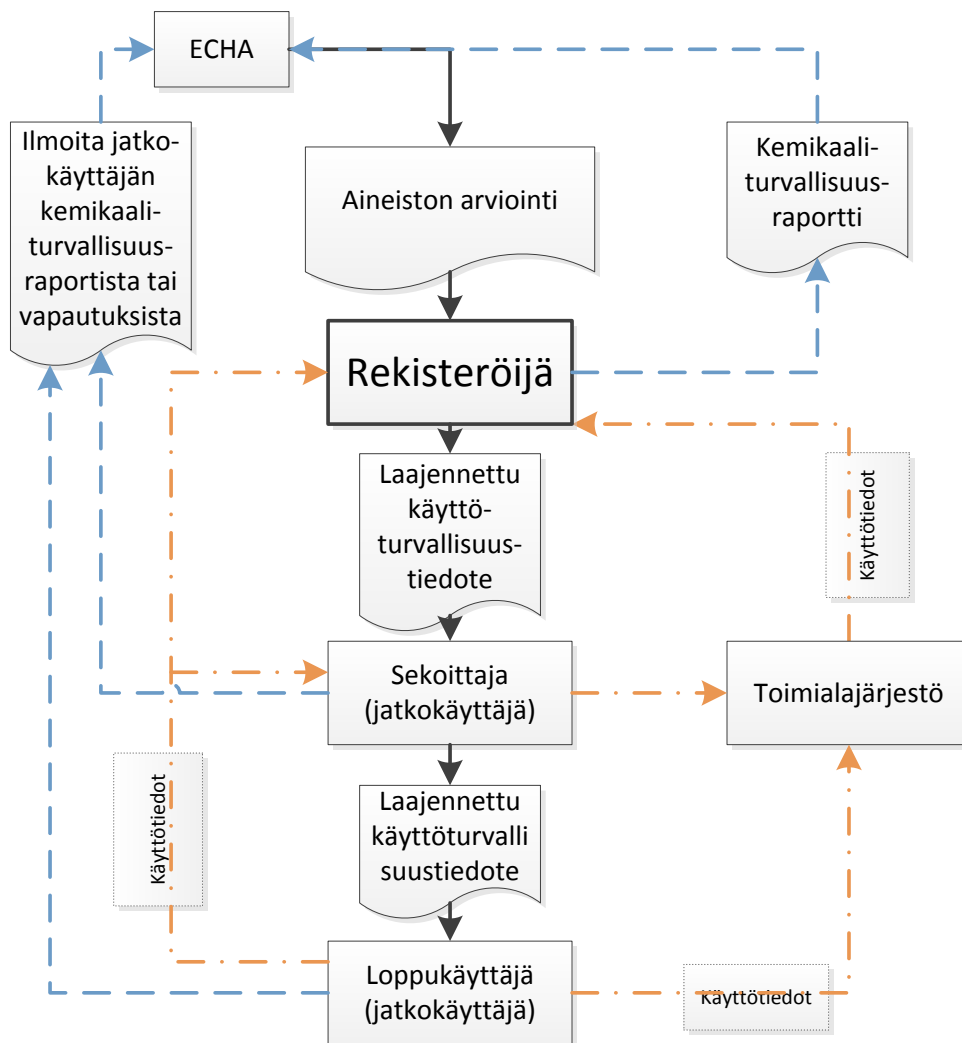 ECHA
Ilmoita jatko-
käyttäjän
kemikaali-
turvallisuus-
raportista tai
vapautuksista
Aineiston arviointi
Kemikaali-
turvallisuus-
raportti
Rekisteröijä
Laajennettu
käyttö-
turvallisuus-
tiedote
Käyttötiedot
Sekoittaja
(jatkokäyttäjä)
Toimialajärjestö
Käyttötiedot
Laajennettu
käyttöturvalli
suustiedote
Loppukäyttäjä
(jatkokäyttäjä)
Käyttötiedot